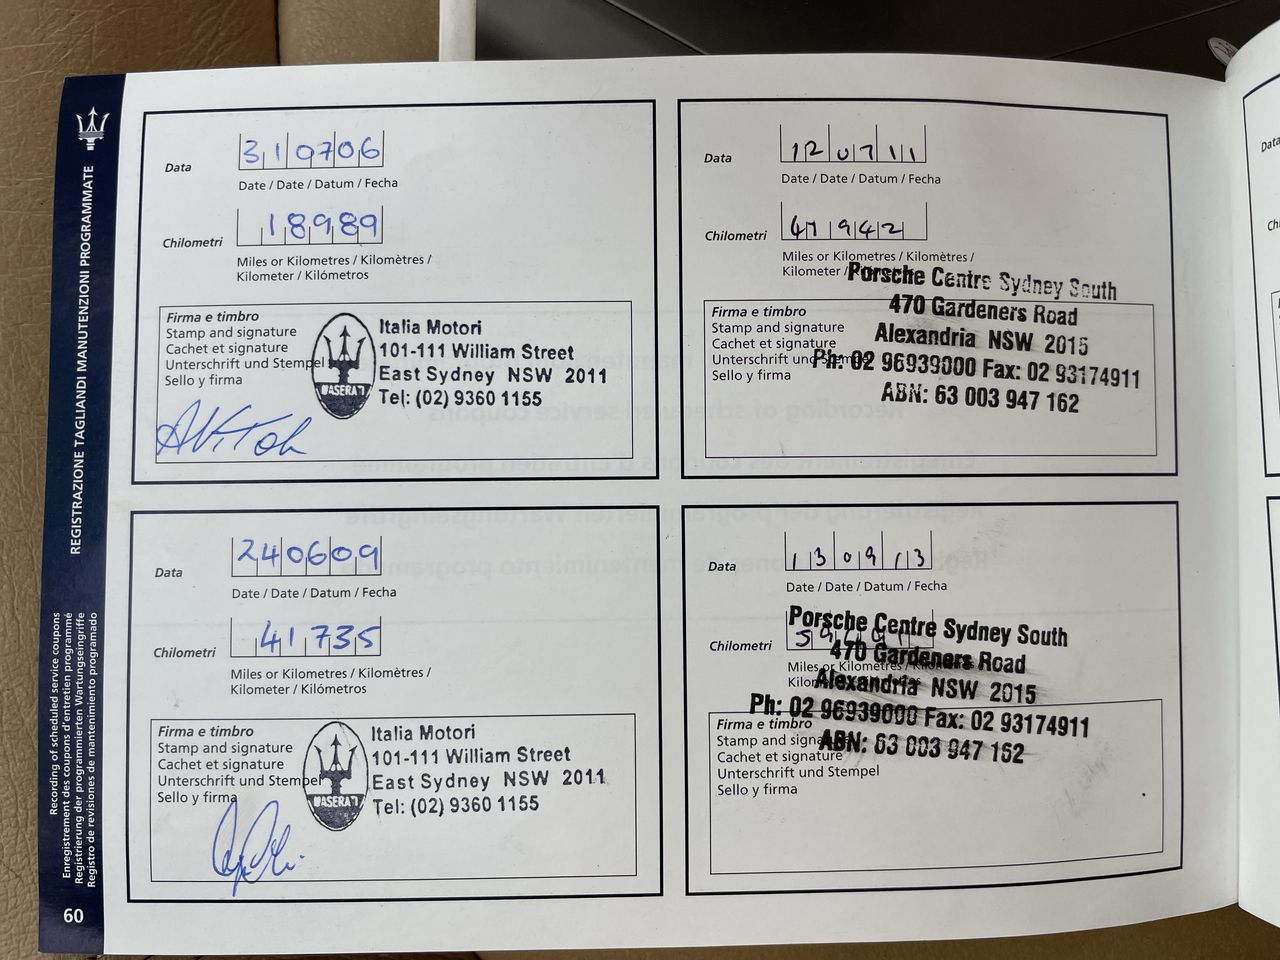 REGISTRAZIONE TAGLIANDI MANUTENZIONI PROGRAMMATE
Recording of scheduled service coupons
Enregistrement des coupons d'entretien programmé
Registrierung der programmierten Wartungseingriffe
Registro de revisiones de mantenimiento programado
60
Data 310706
Date / Date / Datum / Fecha
Chilometri 18989
Miles or Kilometres / Kilomètres /
Kilometer / Kilómetros
Firma e timbro
Stamp and signature
Cachet et signature
Unterschrift und Stempel
Sello y firma
MASERATI
Italia Motori
101-111 William Street
East Sydney NSW 2011
Tel: (02) 9360 1155
Data 120711
Date / Date / Datum / Fecha
Chilometri 47942
Miles or Kilometres / Kilomètres /
Kilometer /
Porsche Centre Sydney South
470 Gardeners Road
Alexandria NSW 2015
Ph: 02 96939000 Fax: 02 93174911
ABN: 63 003 947 162
Firma e timbro
Stamp and signature
Cachet et signature
Unterschrift und Stempel
Sello y firma
Data 240609
Date / Date / Datum / Fecha
Chilometri 41735
Miles or Kilometres / Kilomètres /
Kilometer / Kilómetros
Firma e timbro
Stamp and signature
Cachet et signature
Unterschrift und Stempel
Sello y firma
MASERATI
Italia Motori
101-111 William Street
East Sydney NSW 2011
Tel: (02) 9360 1155
Data 130913
Date / Date / Datum / Fecha
Chilometri
Miles or Kilometres /
Porsche Centre Sydney South
470 Gardeners Road
Alexandria NSW 2015
Ph: 02 96939000 Fax: 02 93174911
ABN: 63 003 947 162
Firma e timbro
Stamp and signature
Cachet et signature
Unterschrift und Stempel
Sello y firma
Data